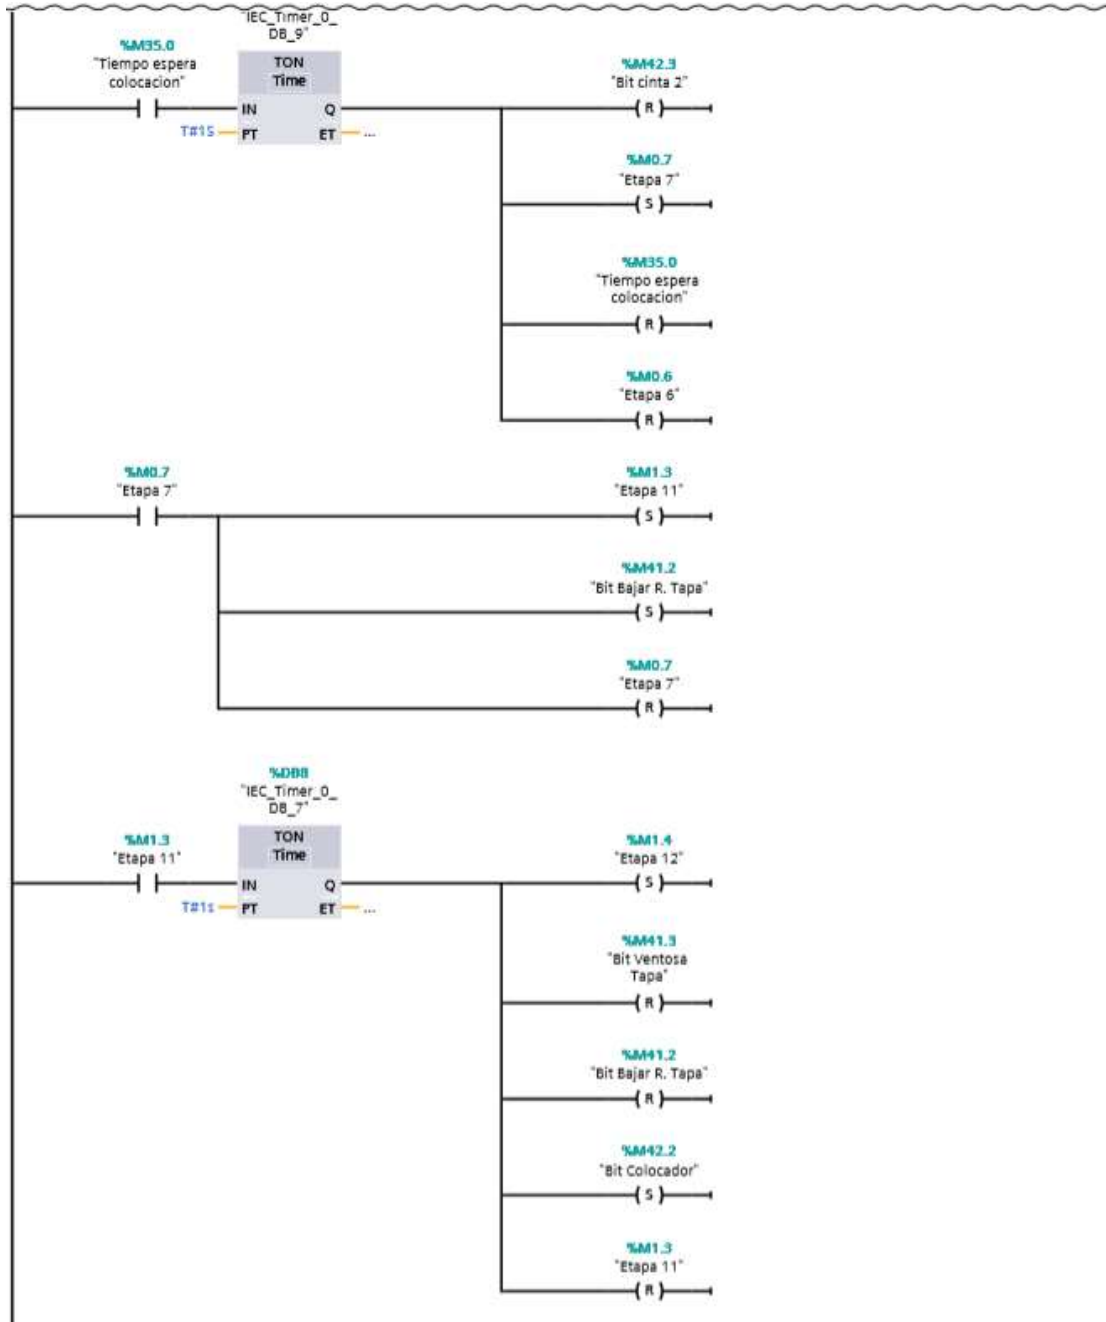 "IEC_Timer_0_
DB_9"
%M35.0
"Tiempo espera
colocacion"
TON
Time
IN Q
T#1S PT ET ...
%M42.3
"Bit cinta 2"
( R )
%M0.7
"Etapa 7"
( S )
%M35.0
"Tiempo espera
colocacion"
( R )
%M0.6
"Etapa 6"
( R )
%M0.7
"Etapa 7"
%M1.3
"Etapa 11"
( S )
%M41.2
"Bit Bajar R. Tapa"
( S )
%M0.7
"Etapa 7"
( R )
%DB8
"IEC_Timer_0_
DB_7"
%M1.3
"Etapa 11"
TON
Time
IN Q
T#1s PT ET ...
%M1.4
"Etapa 12"
( S )
%M41.3
"Bit Ventosa
Tapa"
( R )
%M41.2
"Bit Bajar R. Tapa"
( R )
%M42.2
"Bit Colocador"
( S )
%M1.3
"Etapa 11"
( R )